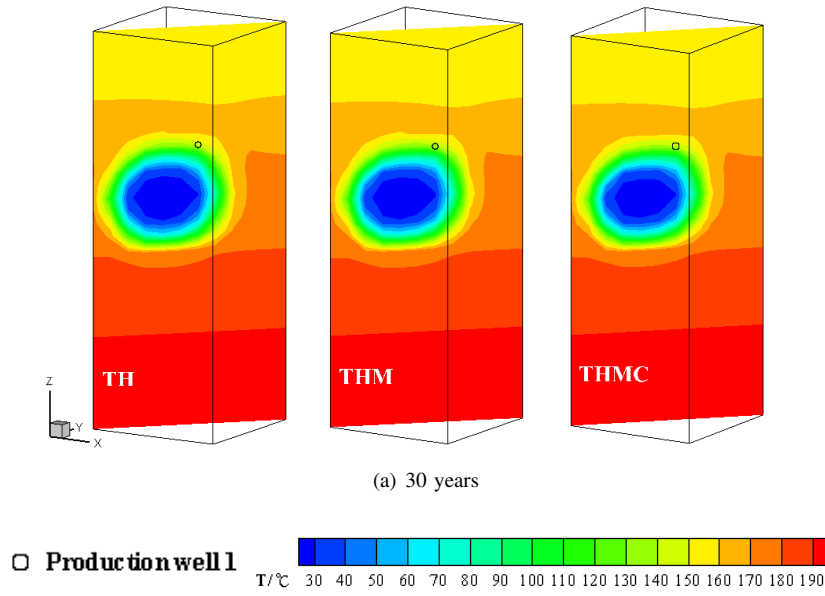 TH THM THMC
Z
Y
X
(a) 30 years
Production well 1
T/℃ 30 40 50 60 70 80 90 100 110 120 130 140 150 160 170 180 190